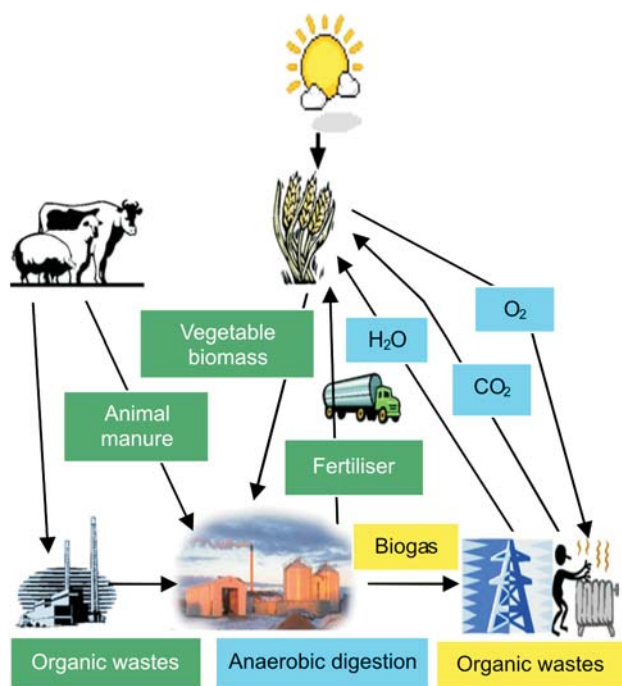 Vegetable
biomass
H₂O
O₂
CO₂
Animal
manure
Fertiliser
Biogas
Organic wastes
Anaerobic digestion
Organic wastes